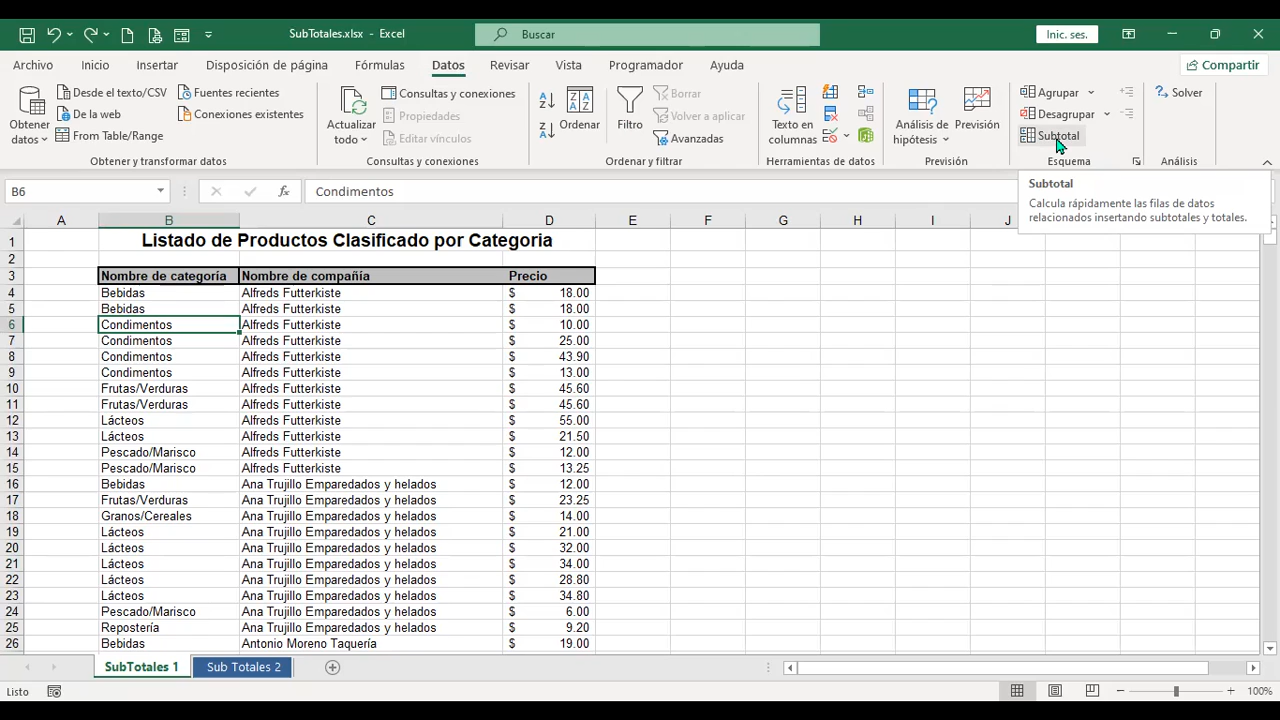 SubTotales.xlsx - Excel
Buscar
Inic. ses.
Archivo Inicio Insertar Disposición de página Fórmulas Datos Revisar Vista Programador Ayuda Compartir
Obtener datos
Desde el texto/CSV
De la web
From Table/Range
Fuentes recientes
Conexiones existentes
Obtener y transformar datos
Actualizar todo
Consultas y conexiones
Propiedades
Editar vínculos
Consultas y conexiones
Ordenar
Filtro
Borrar
Volver a aplicar
Avanzadas
Ordenar y filtrar
Texto en columnas
Herramientas de datos
Análisis de hipótesis
Previsión
Previsión
Agrupar
Desagrupar
Subtotal
Esquema
Solver
Análisis
B6 Condimentos
Subtotal
Calcula rápidamente las filas de datos
relacionados insertando subtotales y totales.
A B C D E F G H I J
1 Listado de Productos Clasificado por Categoria
2
3 Nombre de categoría Nombre de compañía Precio
4 Bebidas Alfreds Futterkiste $ 18.00
5 Bebidas Alfreds Futterkiste $ 18.00
6 Condimentos Alfreds Futterkiste $ 10.00
7 Condimentos Alfreds Futterkiste $ 25.00
8 Condimentos Alfreds Futterkiste $ 43.90
9 Condimentos Alfreds Futterkiste $ 13.00
10 Frutas/Verduras Alfreds Futterkiste $ 45.60
11 Frutas/Verduras Alfreds Futterkiste $ 45.60
12 Lácteos Alfreds Futterkiste $ 55.00
13 Lácteos Alfreds Futterkiste $ 21.50
14 Pescado/Marisco Alfreds Futterkiste $ 12.00
15 Pescado/Marisco Alfreds Futterkiste $ 13.25
16 Bebidas Ana Trujillo Emparedados y helados $ 12.00
17 Frutas/Verduras Ana Trujillo Emparedados y helados $ 23.25
18 Granos/Cereales Ana Trujillo Emparedados y helados $ 14.00
19 Lácteos Ana Trujillo Emparedados y helados $ 21.00
20 Lácteos Ana Trujillo Emparedados y helados $ 32.00
21 Lácteos Ana Trujillo Emparedados y helados $ 34.00
22 Lácteos Ana Trujillo Emparedados y helados $ 28.80
23 Lácteos Ana Trujillo Emparedados y helados $ 34.80
24 Pescado/Marisco Ana Trujillo Emparedados y helados $ 6.00
25 Repostería Ana Trujillo Emparedados y helados $ 9.20
26 Bebidas Antonio Moreno Taquería $ 19.00
SubTotales 1 Sub Totales 2
Listo 100%